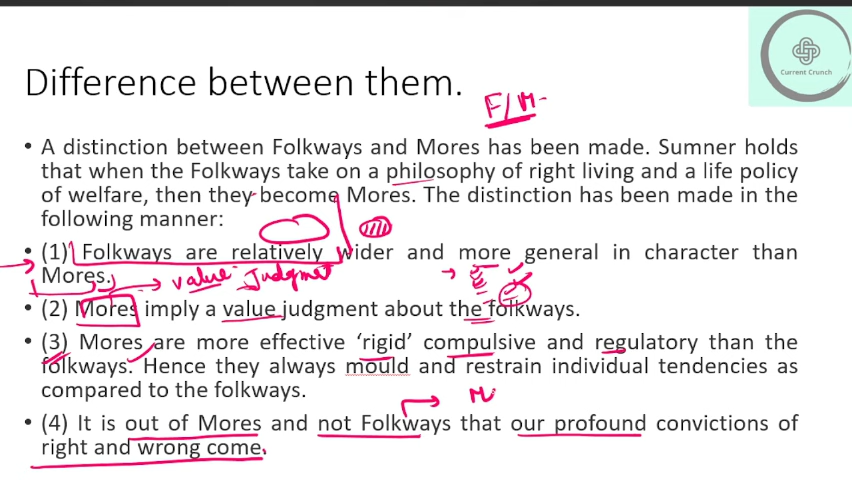 Current Crunch
Difference between them.
F/M-
• A distinction between Folkways and Mores has been made. Sumner holds
that when the Folkways take on a philosophy of right living and a life policy
of welfare, then they become Mores. The distinction has been made in the
following manner:
• (1) Folkways are relatively wider and more general in character than
Mores.
value Judgment
• (2) Mores imply a value judgment about the folkways.
• (3) Mores are more effective ‘rigid’ compulsive and regulatory than the
folkways. Hence they always mould and restrain individual tendencies as
compared to the folkways.
M
• (4) It is out of Mores and not Folkways that our profound convictions of
right and wrong come.